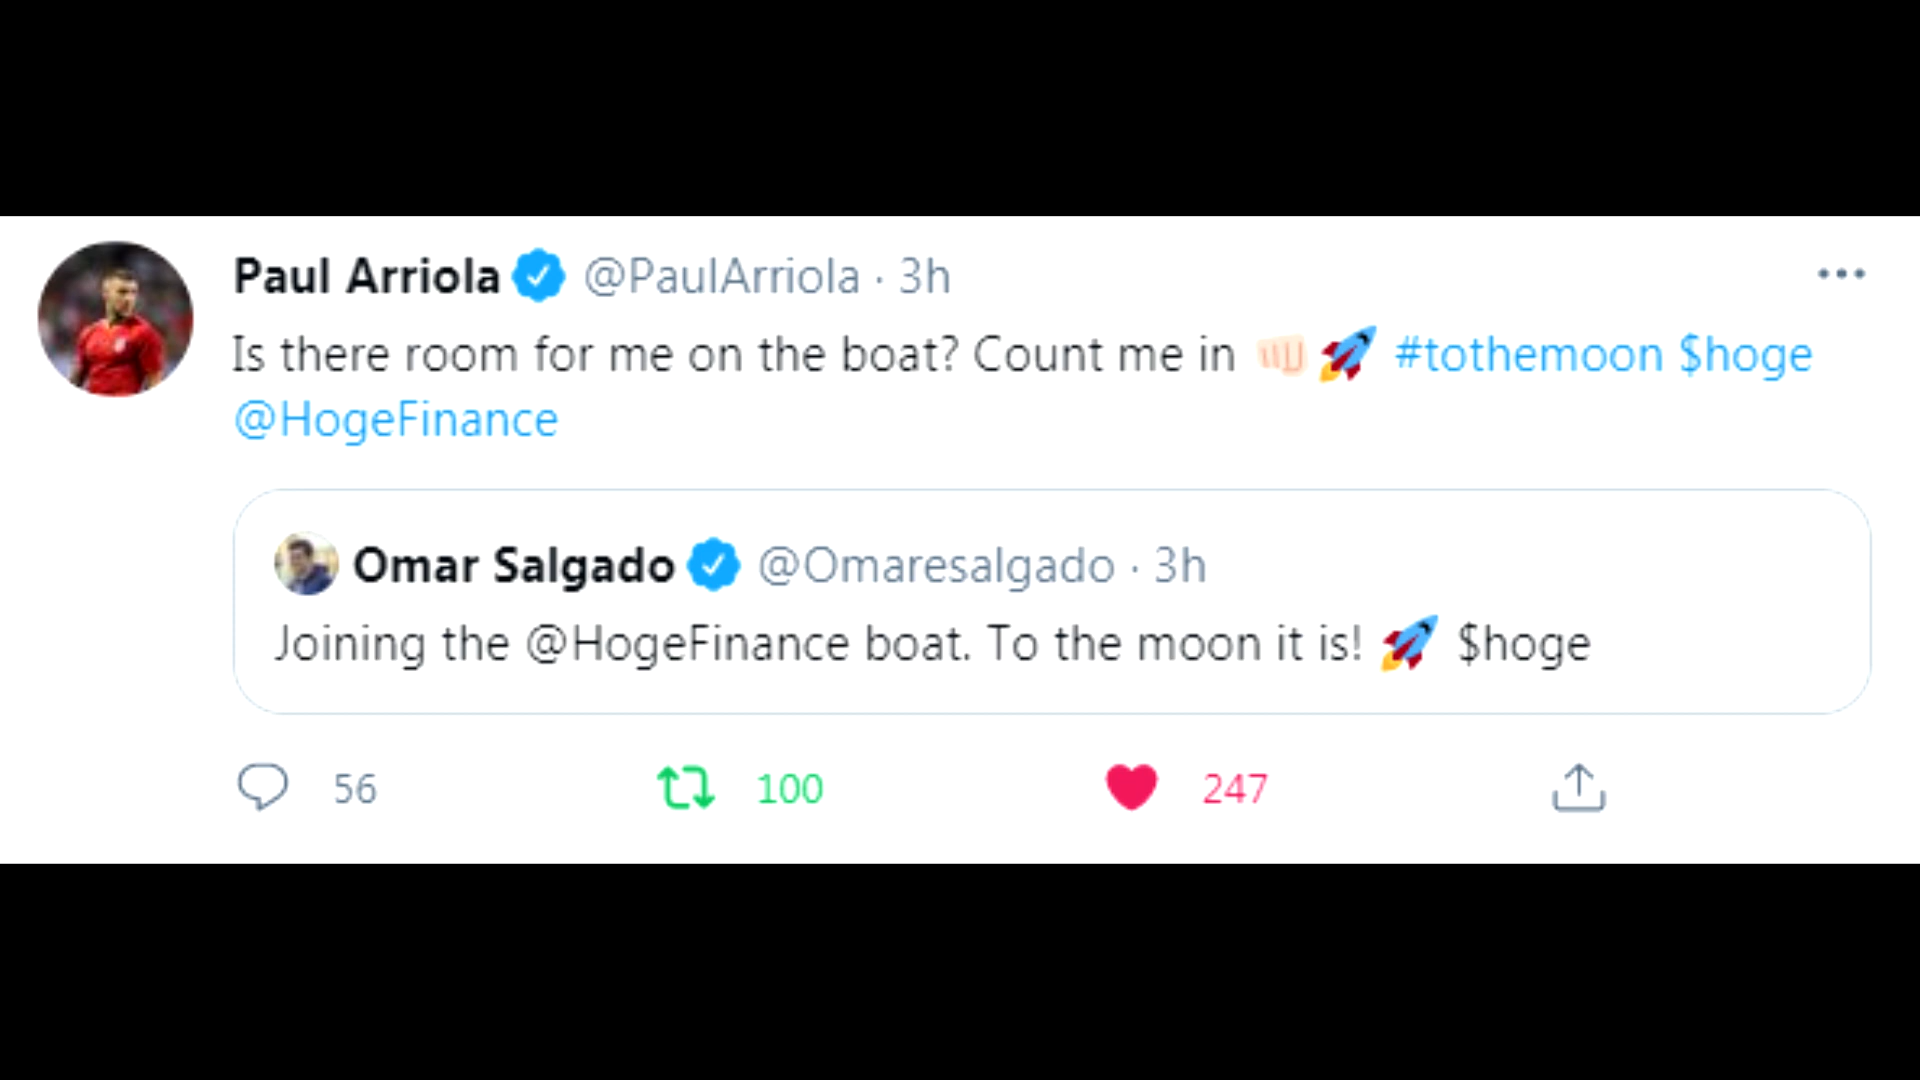 Paul Arriola @PaulArriola · 3h
Is there room for me on the boat? Count me in 👊🏻🚀 #tothemoon $hoge
@HogeFinance
Omar Salgado @Omaresalgado · 3h
Joining the @HogeFinance boat. To the moon it is! 🚀 $hoge
56 100 247